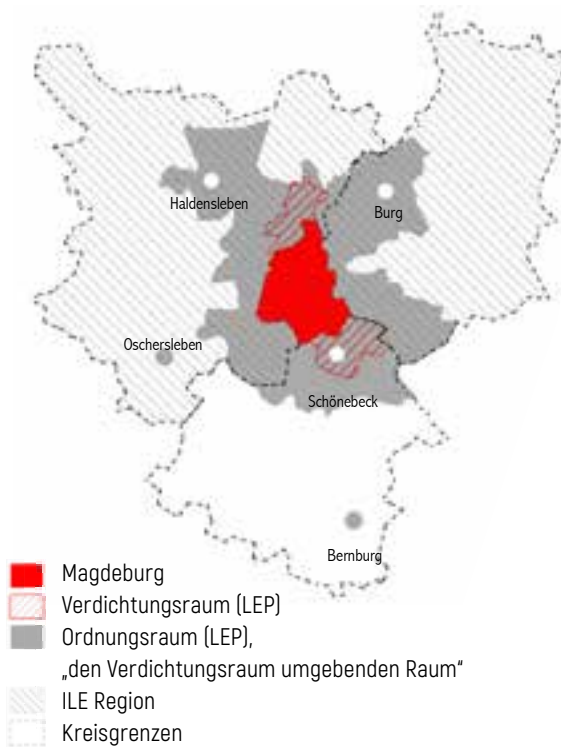 Haldensleben
Burg
Oschersleben
Schönebeck
Bernburg
Magdeburg
Verdichtungsraum (LEP)
Ordnungsraum (LEP),
„den Verdichtungsraum umgebenden Raum“
ILE Region
Kreisgrenzen